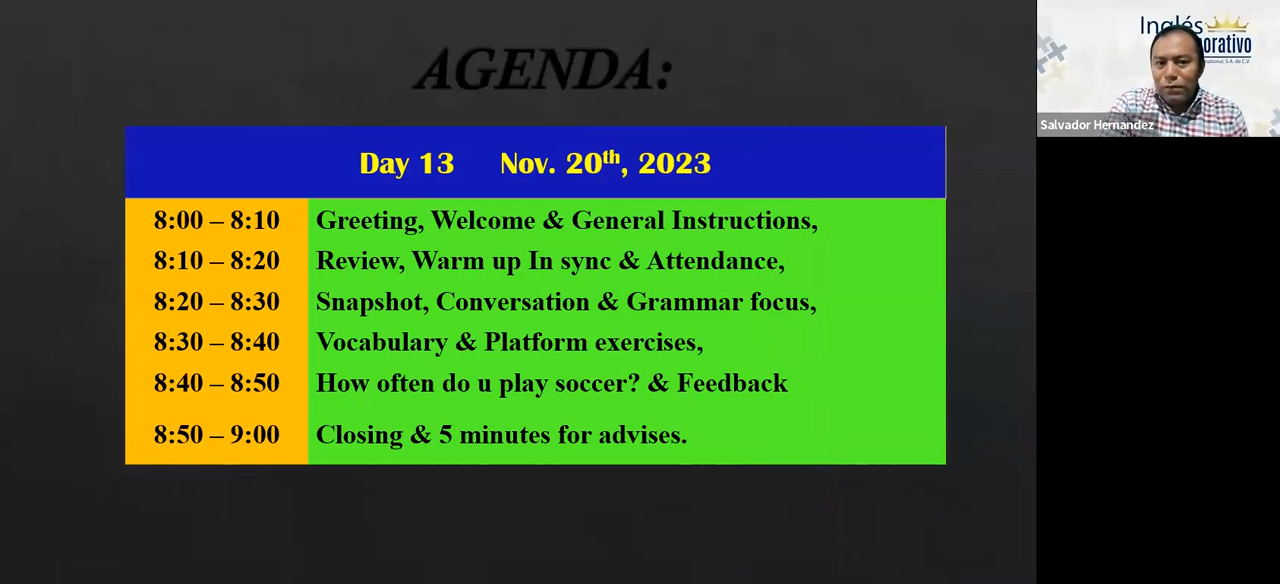 AGENDA:
Day 13 Nov. 20th, 2023
8:00 – 8:10 Greeting, Welcome & General Instructions,
8:10 – 8:20 Review, Warm up In sync & Attendance,
8:20 – 8:30 Snapshot, Conversation & Grammar focus,
8:30 – 8:40 Vocabulary & Platform exercises,
8:40 – 8:50 How often do u play soccer? & Feedback
8:50 – 9:00 Closing & 5 minutes for advises.
Inglés
S.A. de C.V.
Salvador Hernandez